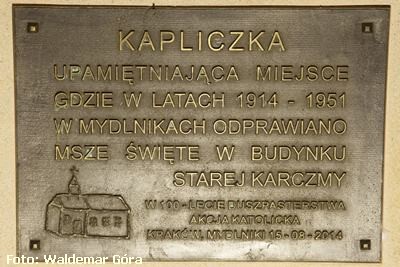 KAPLICZKA
UPAMIĘTNIAJĄCA MIEJSCE
GDZIE W LATACH 1914 - 1951
W MYDLNIKACH ODPRAWIANO
MSZE ŚWIĘTE W BUDYNKU
STAREJ KARCZMY
W 100-LECIE DUSZPASTERSTWA
AKCJA KATOLICKA
KRAKÓW, MYDLNIKI 15-08-2014
Foto: Waldemar Góra